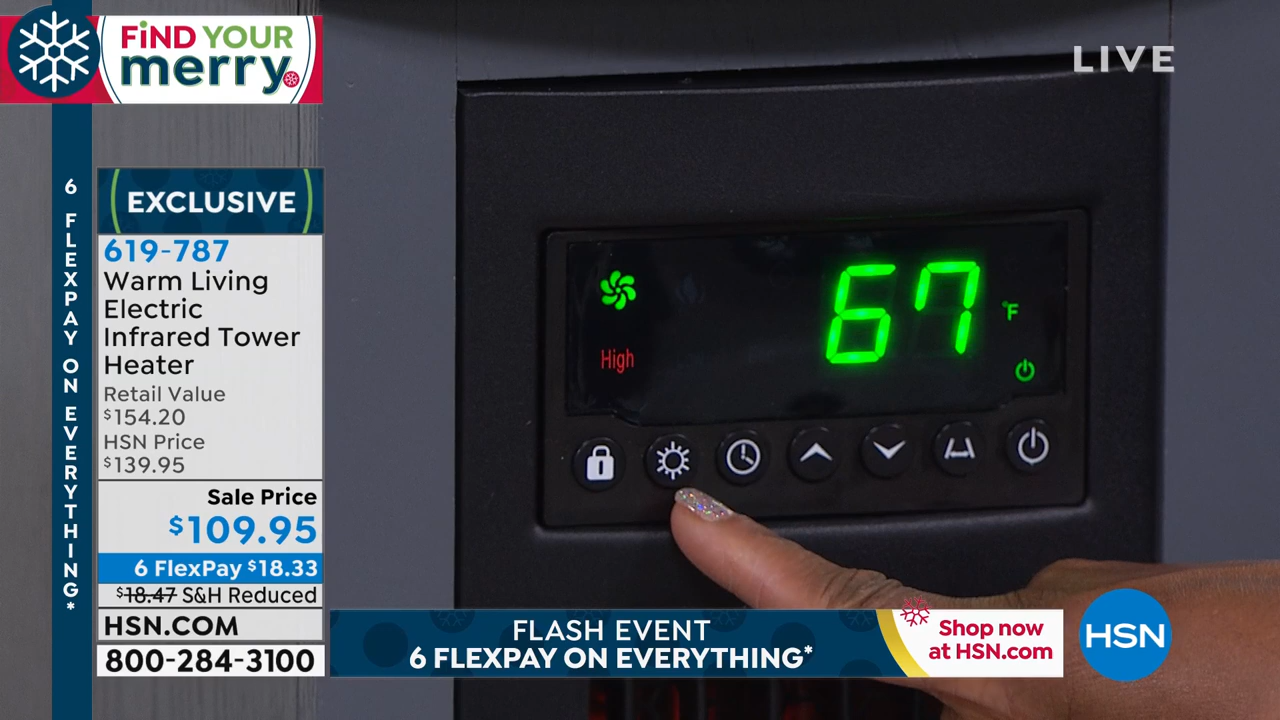 FiND YOUR
merry
LIVE
6 FLEXPAY ON EVERYTHING*
EXCLUSIVE
619-787
Warm Living
Electric
Infrared Tower
Heater
Retail Value
$154.20
HSN Price
$139.95
Sale Price
$109.95
6 FlexPay $18.33
$18.47 S&H Reduced
HSN.COM
800-284-3100
67
°F
High
FLASH EVENT
6 FLEXPAY ON EVERYTHING*
Shop now
at HSN.com
HSN